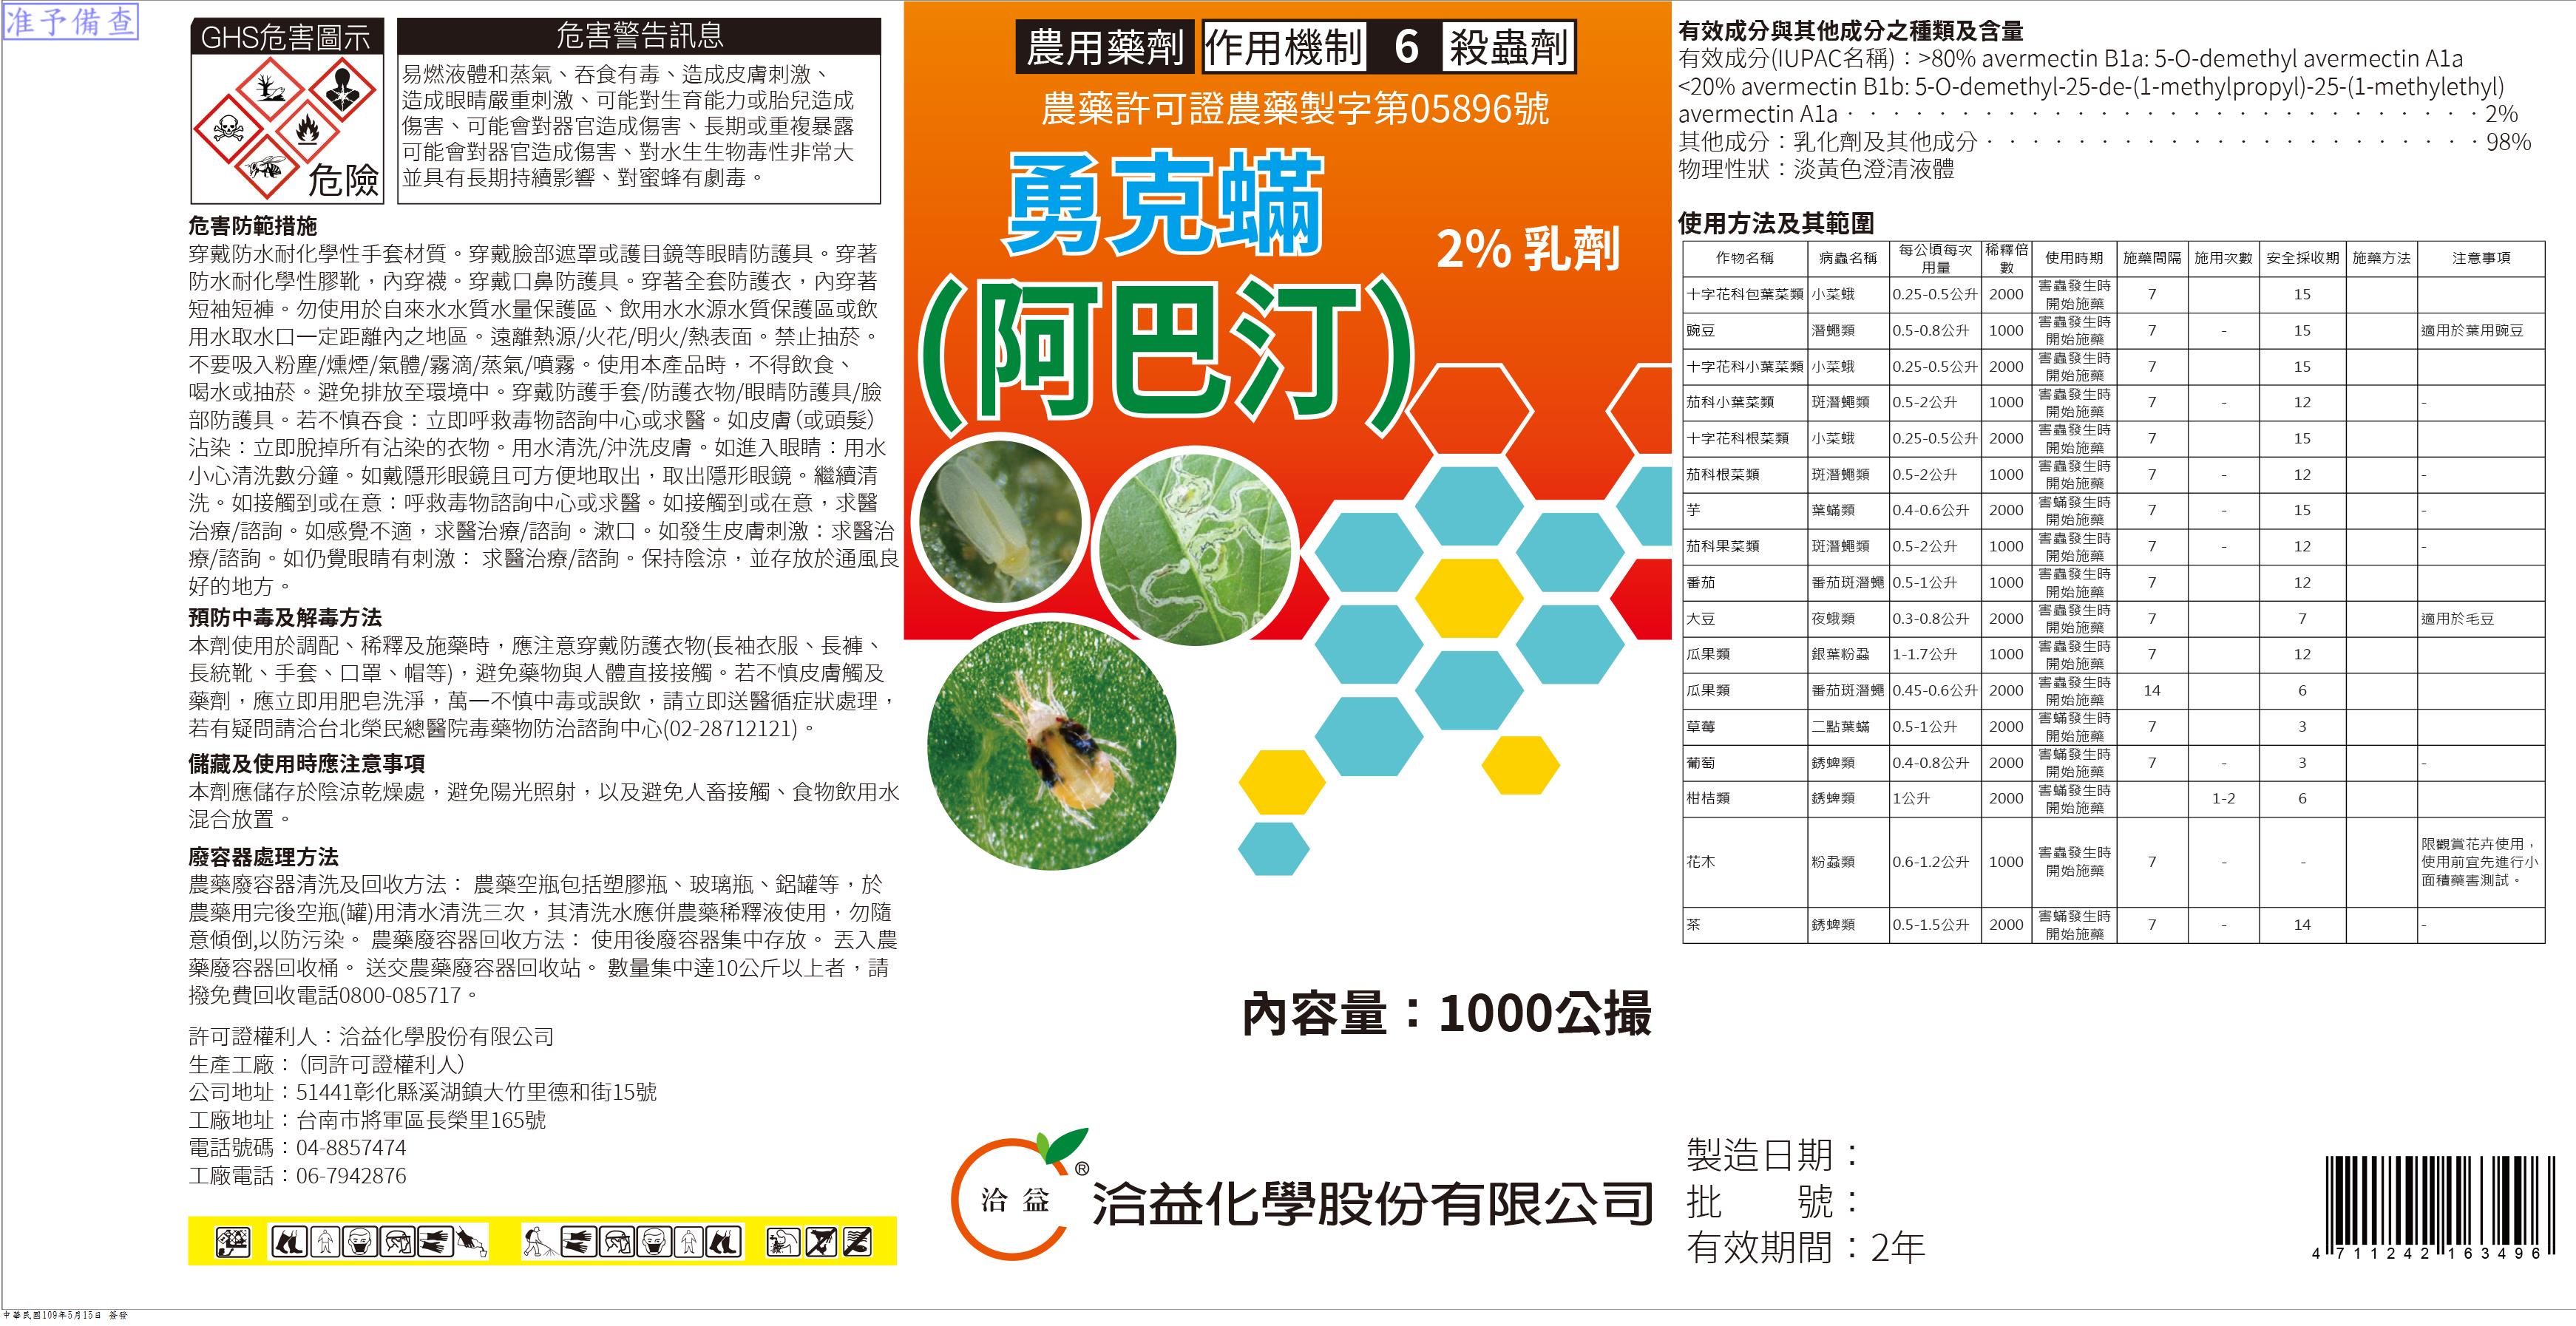 准予備查
GHS危害圖示
危險
危害警告訊息
易燃液體和蒸氣、吞食有毒、造成皮膚刺激、
造成眼睛嚴重刺激、可能對生育能力或胎兒造成
傷害、可能會對器官造成傷害、長期或重複暴露
可能會對器官造成傷害、對水生生物毒性非常大
並具有長期持續影響、對蜜蜂有劇毒。
危害防範措施
穿戴防水耐化學性手套材質。穿戴臉部遮罩或護目鏡等眼睛防護具。穿著
防水耐化學性膠靴，內穿襪。穿戴口鼻防護具。穿著全套防護衣，內穿著
短袖短褲。勿使用於自來水水質水量保護區、飲用水水源水質保護區或飲
用水取水口一定距離內之地區。遠離熱源/火花/明火/熱表面。禁止抽菸。
不要吸入粉塵/燻煙/氣體/霧滴/蒸氣/噴霧。使用本產品時，不得飲食、
喝水或抽菸。避免排放至環境中。穿戴防護手套/防護衣物/眼睛防護具/臉
部防護具。若不慎吞食：立即呼救毒物諮詢中心或求醫。如皮膚（或頭髮）
沾染：立即脫掉所有沾染的衣物。用水清洗/沖洗皮膚。如進入眼睛：用水
小心清洗數分鐘。如戴隱形眼鏡且可方便地取出，取出隱形眼鏡。繼續清
洗。如接觸到或在意：呼救毒物諮詢中心或求醫。如接觸到或在意，求醫
治療/諮詢。如感覺不適，求醫治療/諮詢。漱口。如發生皮膚刺激：求醫治
療/諮詢。如仍覺眼睛有刺激： 求醫治療/諮詢。保持陰涼，並存放於通風良
好的地方。
預防中毒及解毒方法
本劑使用於調配、稀釋及施藥時，應注意穿戴防護衣物(長袖衣服、長褲、
長統靴、手套、口罩、帽等)，避免藥物與人體直接接觸。若不慎皮膚觸及
藥劑，應立即用肥皂洗淨，萬一不慎中毒或誤飲，請立即送醫循症狀處理，
若有疑問請洽台北榮民總醫院毒藥物防治諮詢中心(02-28712121)。
儲藏及使用時應注意事項
本劑應儲存於陰涼乾燥處，避免陽光照射，以及避免人畜接觸、食物飲用水
混合放置。
廢容器處理方法
農藥廢容器清洗及回收方法： 農藥空瓶包括塑膠瓶、玻璃瓶、鋁罐等，於
農藥用完後空瓶(罐)用清水清洗三次，其清洗水應併農藥稀釋液使用，勿隨
意傾倒,以防污染。 農藥廢容器回收方法： 使用後廢容器集中存放。 丟入農
藥廢容器回收桶。 送交農藥廢容器回收站。 數量集中達10公斤以上者，請
撥免費回收電話0800-085717。
許可證權利人：洽益化學股份有限公司
生產工廠：（同許可證權利人）
公司地址：51441彰化縣溪湖鎮大竹里德和街15號
工廠地址：台南市將軍區長榮里165號
電話號碼：04-8857474
工廠電話：06-7942876
農用藥劑 作用機制 6 殺蟲劑
農藥許可證農藥製字第05896號
勇克蟎
2% 乳劑
(阿巴汀)
內容量：1000公撮
洽益
®
洽益化學股份有限公司
有效成分與其他成分之種類及含量
有效成分(IUPAC名稱)：>80% avermectin B1a: 5-O-demethyl avermectin A1a
<20% avermectin B1b: 5-O-demethyl-25-de-(1-methylpropyl)-25-(1-methylethyl)
avermectin A1a‧‧‧‧‧‧‧‧‧‧‧‧‧‧‧‧‧‧‧‧‧‧‧2%
其他成分：乳化劑及其他成分‧‧‧‧‧‧‧‧‧‧‧‧‧‧‧‧‧‧98%
物理性狀：淡黃色澄清液體
使用方法及其範圍
作物名稱 病蟲名稱 每公頃每次用量 稀釋倍數 使用時期 施藥間隔 施用次數 安全採收期 施藥方法 注意事項
十字花科包葉菜類 小菜蛾 0.25-0.5公升 2000 害蟲發生時開始施藥 7 15
豌豆 潛蠅類 0.5-0.8公升 1000 害蟲發生時開始施藥 7 - 15 適用於葉用豌豆
十字花科小葉菜類 小菜蛾 0.25-0.5公升 2000 害蟲發生時開始施藥 7 15
茄科小葉菜類 斑潛蠅類 0.5-2公升 1000 害蟲發生時開始施藥 7 - 12 -
十字花科根菜類 小菜蛾 0.25-0.5公升 2000 害蟲發生時開始施藥 7 15
茄科根菜類 斑潛蠅類 0.5-2公升 1000 害蟲發生時開始施藥 7 - 12 -
芋 葉蟎類 0.4-0.6公升 2000 害蟎發生時開始施藥 7 - 15 -
茄科果菜類 斑潛蠅類 0.5-2公升 1000 害蟲發生時開始施藥 7 - 12 -
番茄 番茄斑潛蠅 0.5-1公升 1000 害蟲發生時開始施藥 7 12
大豆 夜蛾類 0.3-0.8公升 2000 害蟲發生時開始施藥 7 7 適用於毛豆
瓜果類 銀葉粉蝨 1-1.7公升 1000 害蟲發生時開始施藥 7 12
瓜果類 番茄斑潛蠅 0.45-0.6公升 2000 害蟲發生時開始施藥 14 6
草莓 二點葉蟎 0.5-1公升 2000 害蟎發生時開始施藥 7 3
葡萄 銹蜱類 0.4-0.8公升 2000 害蟎發生時開始施藥 7 - 3 -
柑桔類 銹蜱類 1公升 2000 害蟎發生時開始施藥 1-2 6
花木 粉蝨類 0.6-1.2公升 1000 害蟲發生時開始施藥 7 - - 限觀賞花卉使用，使用前宜先進行小面積藥害測試。
茶 銹蜱類 0.5-1.5公升 2000 害蟎發生時開始施藥 7 - 14 -
製造日期：
批　　號：
有效期間：2年
4 711242 163496
中華民國109年5月15日 簽發